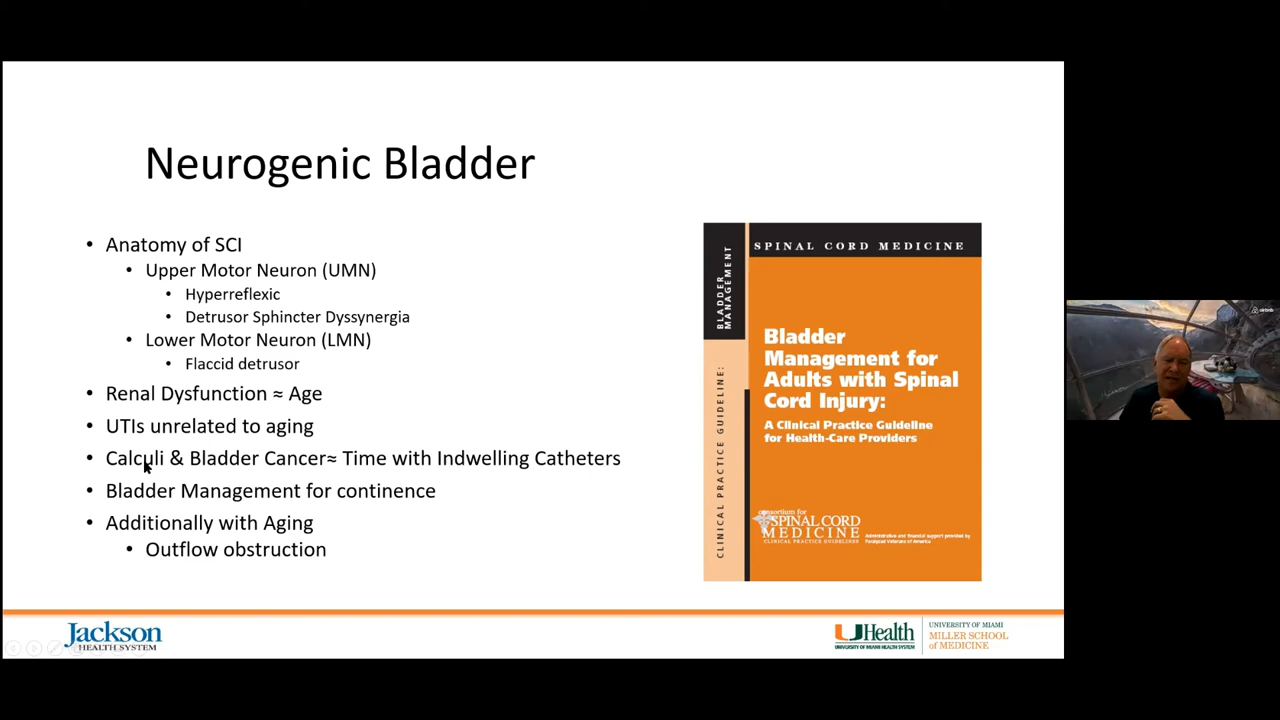 Neurogenic Bladder
• Anatomy of SCI
• Upper Motor Neuron (UMN)
• Hyperreflexic
• Detrusor Sphincter Dyssynergia
• Lower Motor Neuron (LMN)
• Flaccid detrusor
• Renal Dysfunction ≈ Age
• UTIs unrelated to aging
• Calculi & Bladder Cancer≈ Time with Indwelling Catheters
• Bladder Management for continence
• Additionally with Aging
• Outflow obstruction
SPINAL CORD MEDICINE
BLADDER
MANAGEMENT
CLINICAL PRACTICE GUIDELINE:
Bladder
Management for
Adults with Spinal
Cord Injury:
A Clinical Practice Guideline
for Health-Care Providers
consortium for
SPINAL CORD
MEDICINE
CLINICAL PRACTICE GUIDELINES
Administrative and financial support provided by
Paralyzed Veterans of America
airbnb
Jackson
HEALTH SYSTEM
UHealth
UNIVERSITY OF MIAMI HEALTH SYSTEM
UNIVERSITY OF MIAMI
MILLER SCHOOL
of MEDICINE